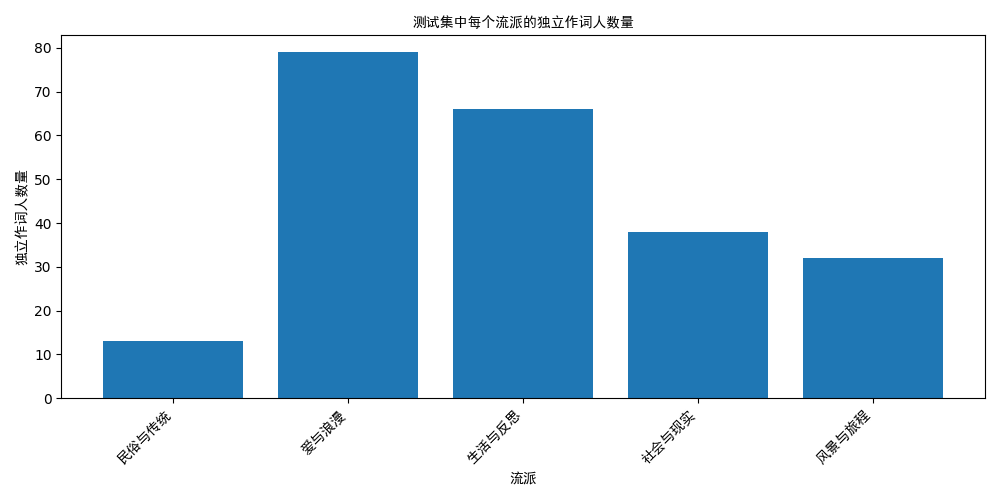 测试集中每个流派的独立作词人数量
独立作词人数量
80
70
60
50
40
30
20
10
0
民俗与传统
爱与浪漫
生活与反思
社会与现实
风景与旅程
流派